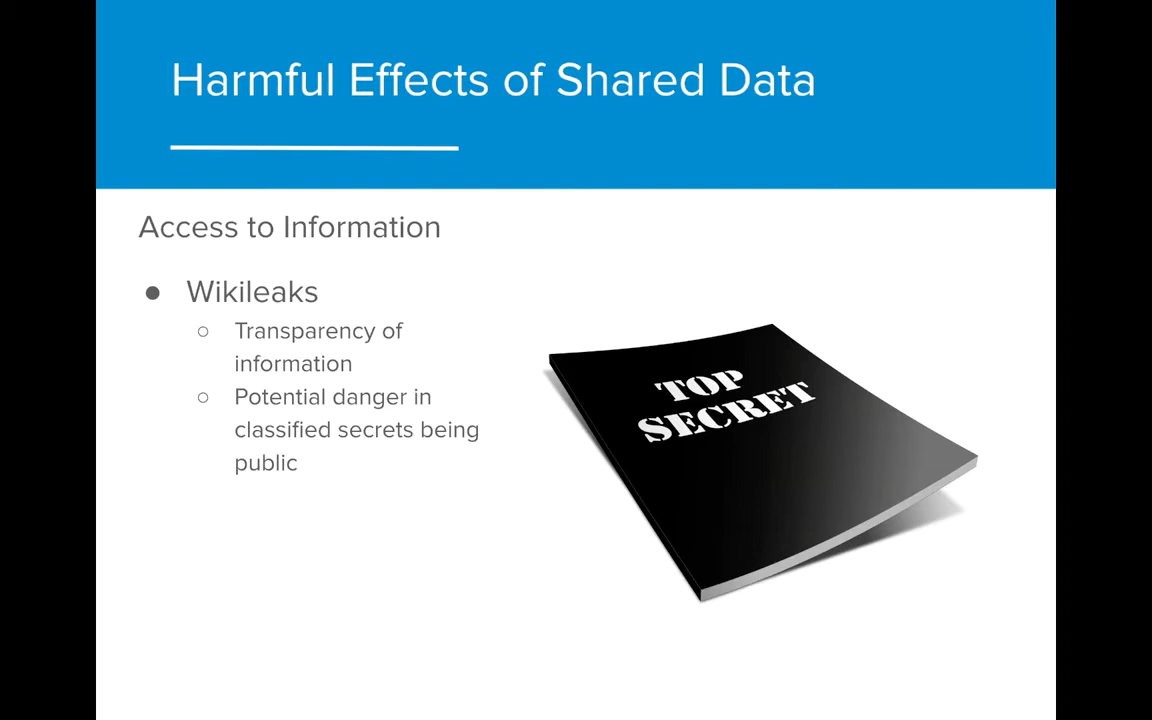 Harmful Effects of Shared Data
Access to Information
● Wikileaks
○ Transparency of
information
○ Potential danger in
classified secrets being
public
TOP
SECRET